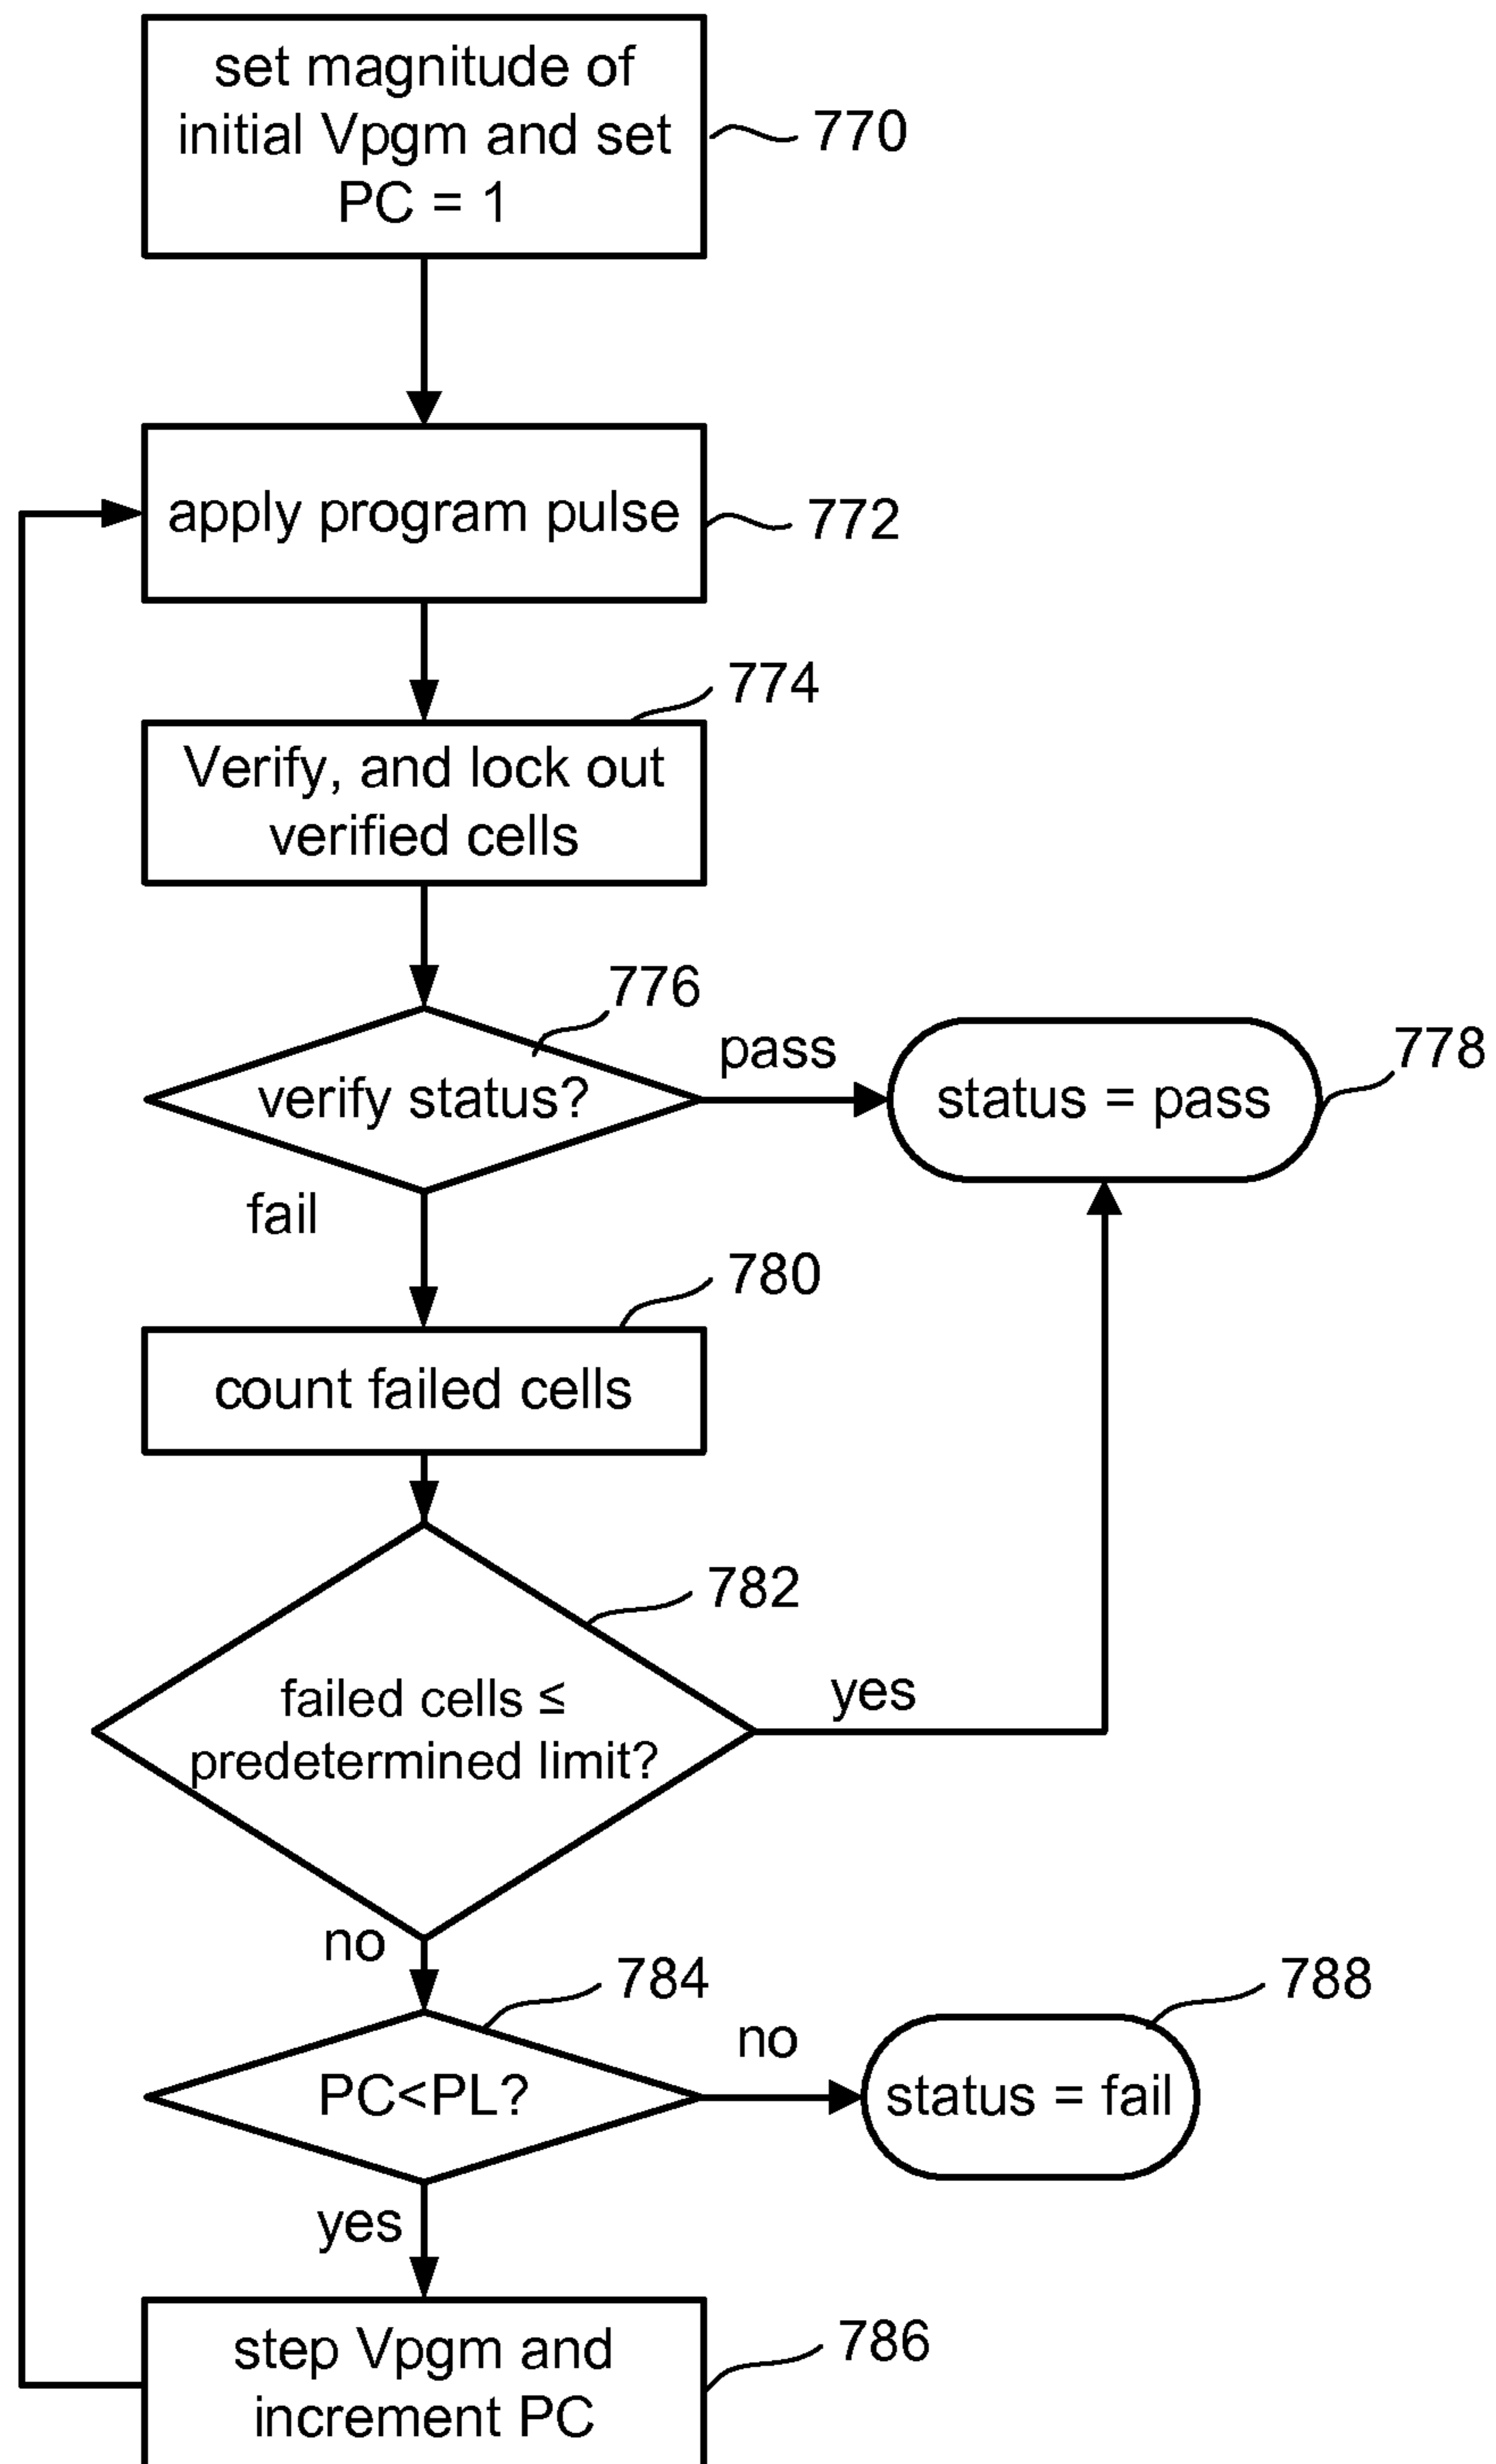 set magnitude of
initial Vpgm and set
PC = 1
770
apply program pulse
772
774
Verify, and lock out
verified cells
776
verify status?
pass
status = pass
778
fail
780
count failed cells
782
failed cells ≤
predetermined limit?
yes
no
784
PC<PL?
no
788
status = fail
yes
step Vpgm and
increment PC
786